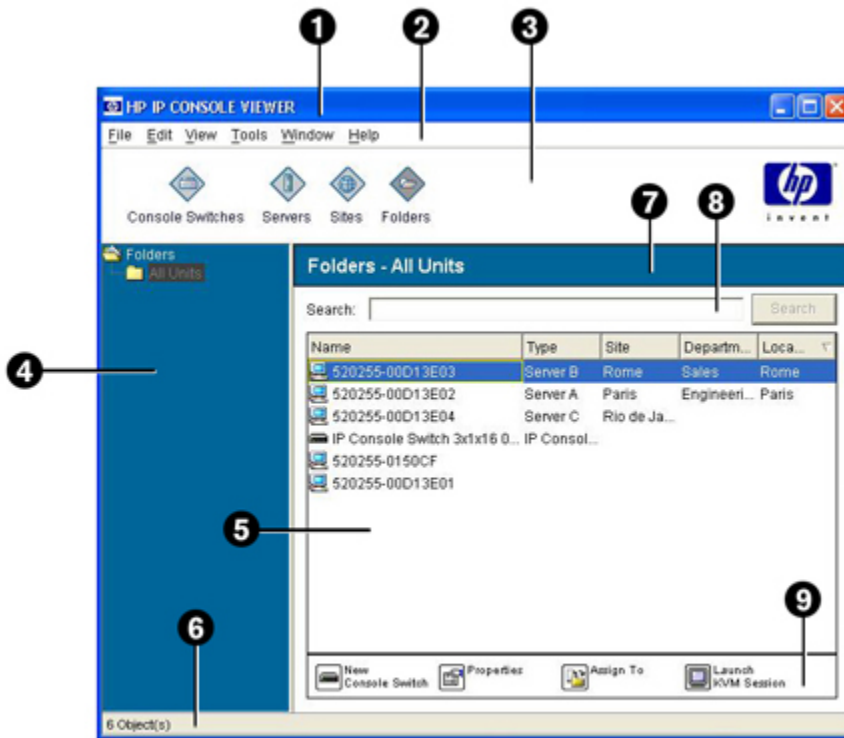 1 2 3
HP IP CONSOLE VIEWER
File Edit View Tools Window Help
Console Switches Servers Sites Folders
hp
invent
7 8
Folders
All Units
Folders - All Units
Search: Search
Name Type Site Departm... Loca...
520255-00D13E03 Server B Rome Sales Rome
4
520255-00D13E02 Server A Paris Engineeri... Paris
520255-00D13E04 Server C Rio de Ja...
IP Console Switch 3x1x16 0... IP Consol...
520255-0150CF
520255-00D13E01
5
9
6
New Console Switch Properties Assign To Launch KVM Session
6 Object(s)